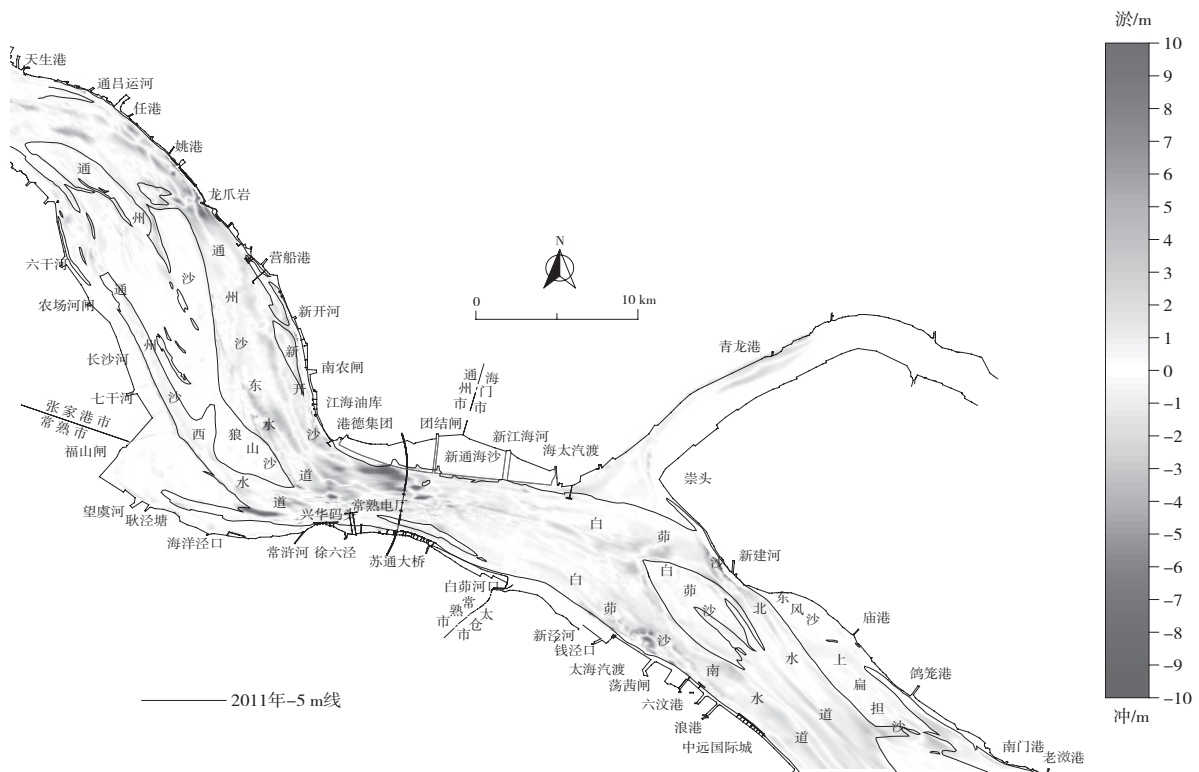 淤/m
10
9
8
7
6
5
4
3
2
1
0
-1
-2
-3
-4
-5
-6
-7
-8
-9
-10
冲/m
天生港
通吕运河
任港
姚港
龙爪岩
营船港
新开河
南农闸
江海油库
港德集团
团结闸
新通海沙
新江海河
海太汽渡
通州市
海门市
青龙港
崇头
N
0
10 km
通州沙
通州沙东水道
新开沙
狼山沙
通州沙西水道
六干河
农场河闸
长沙河
七干河
张家港市
常熟市
福山闸
望虞河
耿泾塘
海洋泾口
兴华码头
常熟电厂
常浒河
徐六泾
苏通大桥
白茆河口
常熟市
太仓市
新泾河
钱泾口
太海汽渡
荡茜闸
六汶港
浪港
中远国际城
白茆沙北水道
白茆沙
白茆沙南水道
新建河
东风沙
庙港
上扁担沙
鸽笼港
南门港
老滧港
2011年-5 m线